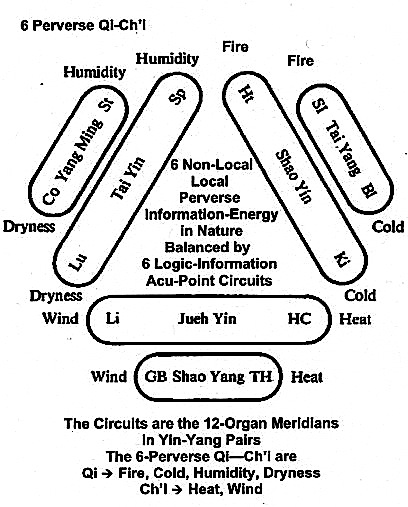 6 Perverse Qi-Ch'i
Humidity
Humidity
Fire
Fire
Co Yang Ming St
Lu Tai Yin Sp
Ht Shao Yin Ki
SI Tai Yang Bl
6 Non-Local
Local
Perverse
Information-Energy
in Nature
Balanced by
6 Logic-Information
Acu-Point Circuits
Dryness
Cold
Dryness
Cold
Wind Li Jueh Yin HC Heat
Wind GB Shao Yang TH Heat
The Circuits are the 12-Organ Meridians
in Yin-Yang Pairs
The 6-Perverse Qi—Ch'i are
Qi → Fire, Cold, Humidity, Dryness
Ch'i → Heat, Wind